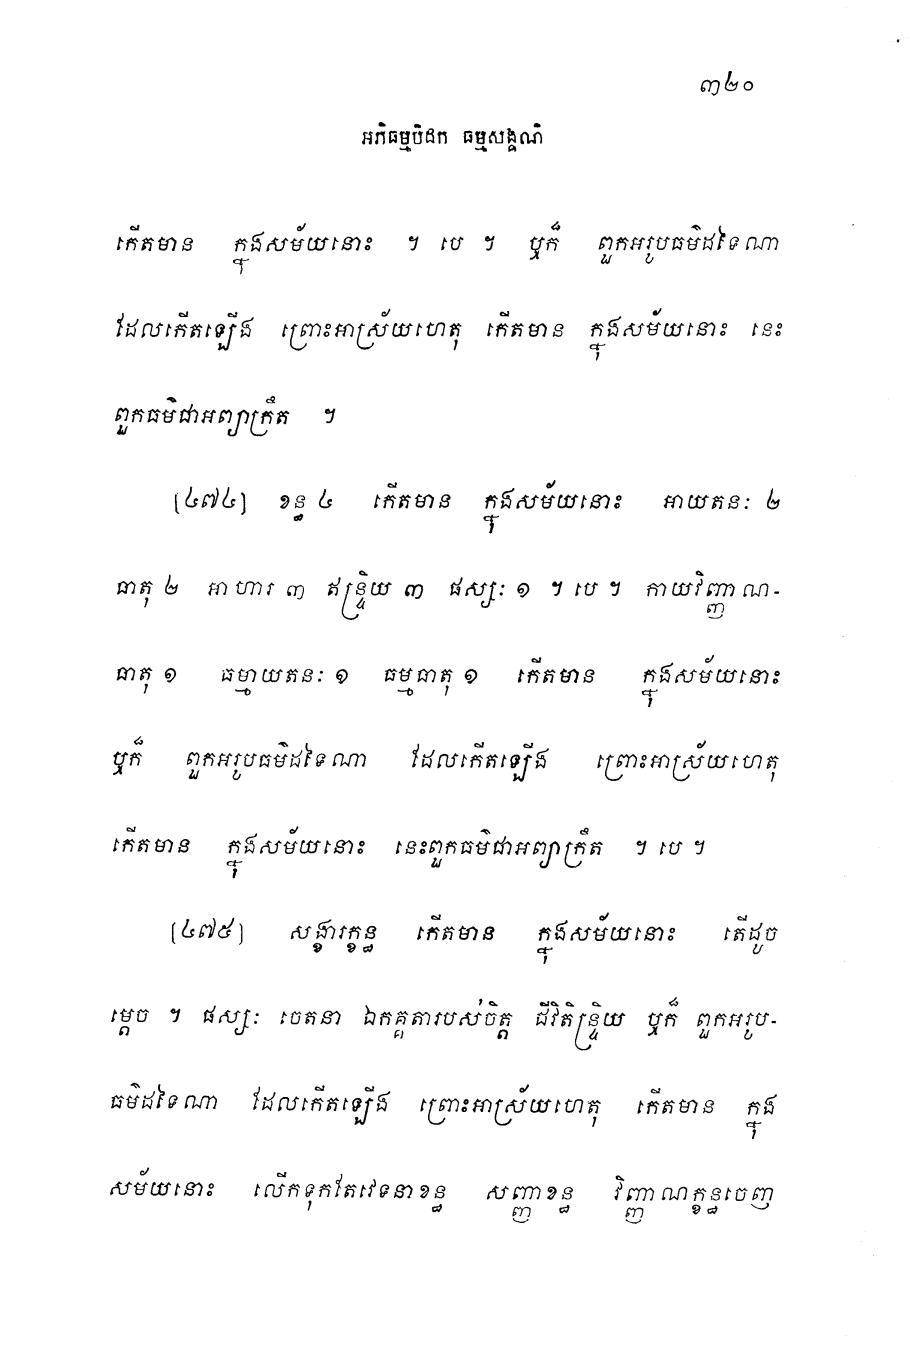 ៣២០
អភិធម្មបិដក ធម្មសង្គណិ
កើតមាន ក្នុងសម័យនោះ ។ បេ ។ ឬក៏ ពួកអរូបធម៌ដទៃណា
ដែលកើតឡើង ព្រោះអាស្រ័យហេតុ កើតមាន ក្នុងសម័យនោះ នេះ
ពួកធម៌ជាអព្យាក្រឹត ។
(៤៧៤) ខន្ធ ៤ កើតមាន ក្នុងសម័យនោះ អាយតនៈ ២
ធាតុ ២ អាហារ ៣ ឥន្ទ្រិយ ៣ ផស្សៈ ១ ។ បេ ។ កាយវិញ្ញាណ-
ធាតុ ១ ធម្មាយតនៈ ១ ធម្មធាតុ ១ កើតមាន ក្នុងសម័យនោះ
ឬក៏ ពួកអរូបធម៌ដទៃណា ដែលកើតឡើង ព្រោះអាស្រ័យហេតុ
កើតមាន ក្នុងសម័យនោះ នេះពួកធម៌ជាអព្យាក្រឹត ។ បេ ។
(៤៧៥) សង្ខារក្ខន្ធ កើតមាន ក្នុងសម័យនោះ តើដូច
ម្តេច ។ ផស្សៈ ចេតនា ឯកគ្គតារបស់ចិត្ត ជីវិតិន្ទ្រិយ ឬក៏ ពួកអរូប-
ធម៌ដទៃណា ដែលកើតឡើង ព្រោះអាស្រ័យហេតុ កើតមាន ក្នុង
សម័យនោះ លើកទុកតែវេទនាខន្ធ សញ្ញាខន្ធ វិញ្ញាណក្ខន្ធចេញ